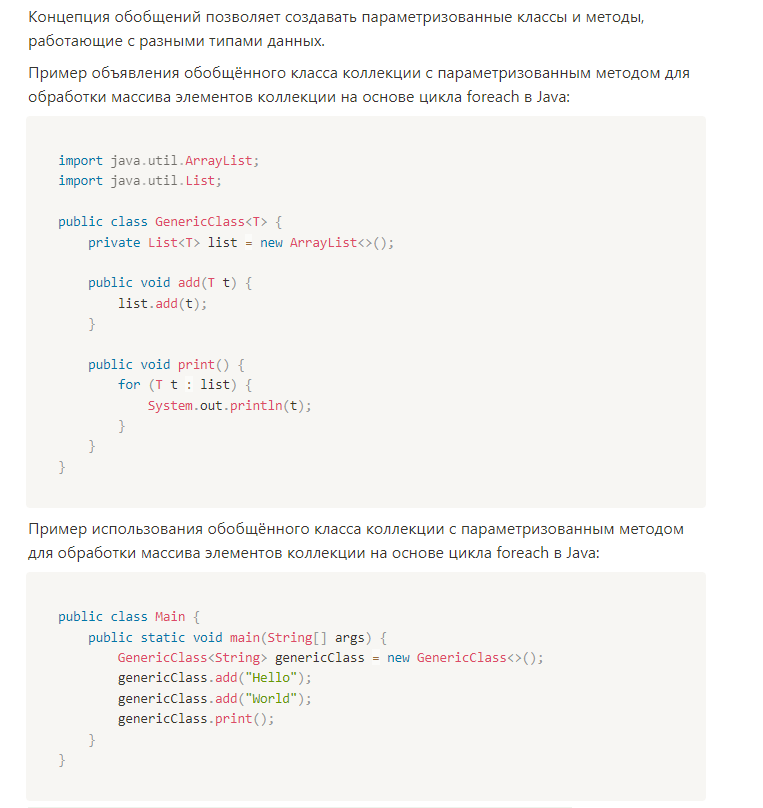 Концепция обобщений позволяет создавать параметризованные классы и методы,
работающие с разными типами данных.
Пример объявления обобщённого класса коллекции с параметризованным методом для
обработки массива элементов коллекции на основе цикла foreach в Java:
import java.util.ArrayList;
import java.util.List;
public class GenericClass<T> {
    private List<T> list = new ArrayList<>();
    public void add(T t) {
        list.add(t);
    }
    public void print() {
        for (T t : list) {
            System.out.println(t);
        }
    }
}
Пример использования обобщённого класса коллекции с параметризованным методом
для обработки массива элементов коллекции на основе цикла foreach в Java:
public class Main {
    public static void main(String[] args) {
        GenericClass<String> genericClass = new GenericClass<>();
        genericClass.add("Hello");
        genericClass.add("World");
        genericClass.print();
    }
}